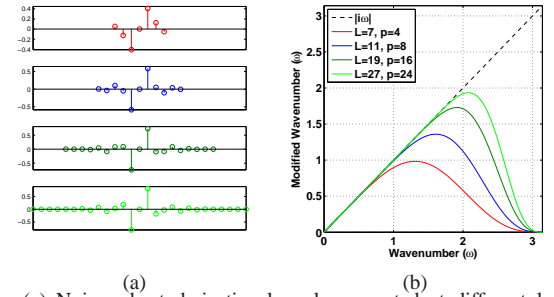 0.4
0.2
0
−0.2
−0.4
0.5
0
−0.5
0.5
0
−0.5
0.5
0
−0.5
(a)
Modified Wavenumber (ω)
3
2.5
2
1.5
1
0.5
0
|iω|
L=7, p=4
L=11, p=8
L=19, p=16
L=27, p=24
0 1 2 3
Wavenumber (ω)
(b)